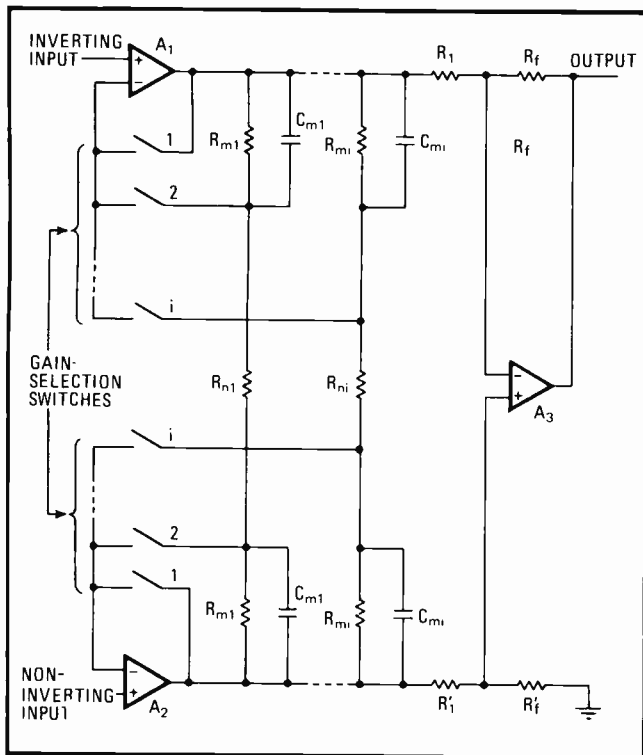 INVERTING
INPUT
A1
R1
Rf
OUTPUT
1
Rm1
Cm1
Rmi
Cmi
Rf
2
i
GAIN-
SELECTION
SWITCHES
Rn1
Rni
A3
i
2
1
Rm1
Cm1
Rmi
Cmi
NON-
INVERTING
INPUT
A2
R'1
R'f